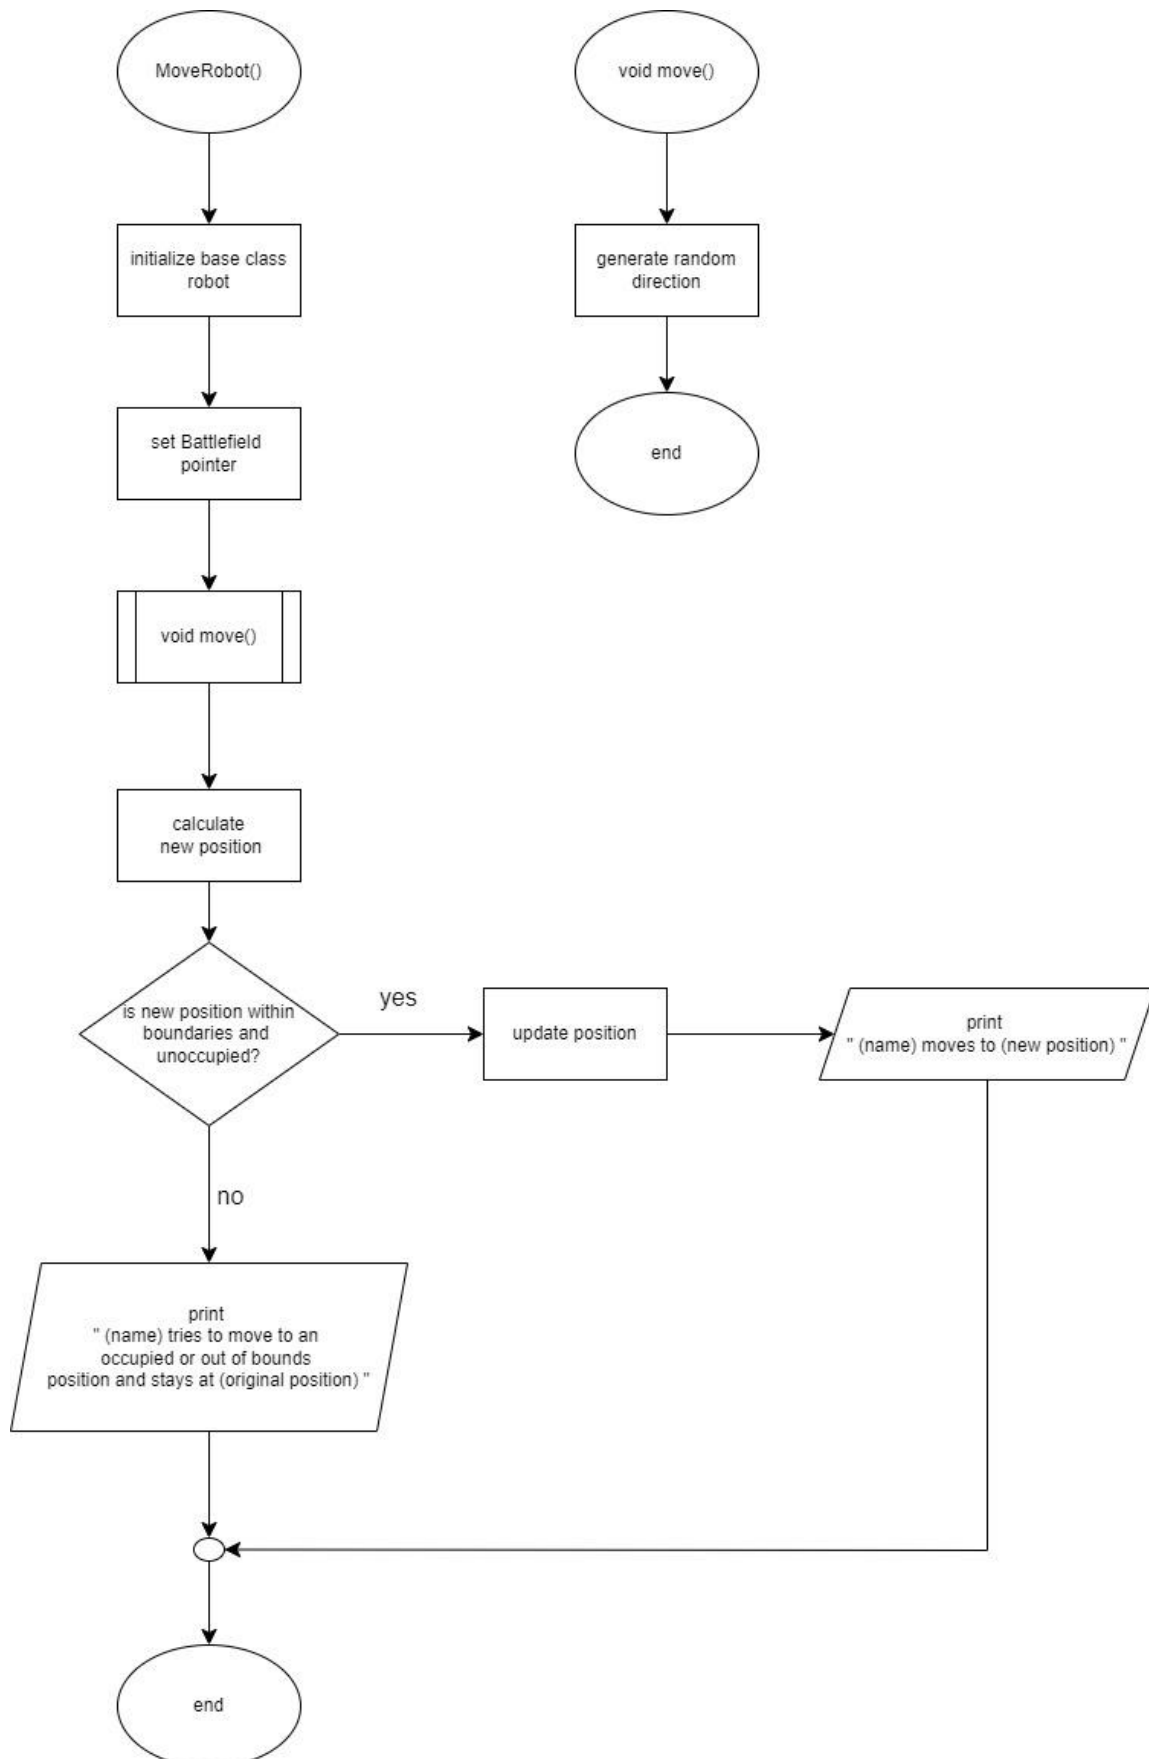 MoveRobot()
void move()
initialize base class
robot
generate random
direction
set Battlefield
pointer
end
void move()
calculate
new position
is new position within
boundaries and
unoccupied?
yes
update position
print
" (name) moves to (new position) "
no
print
" (name) tries to move to an
occupied or out of bounds
position and stays at (original position) "
end